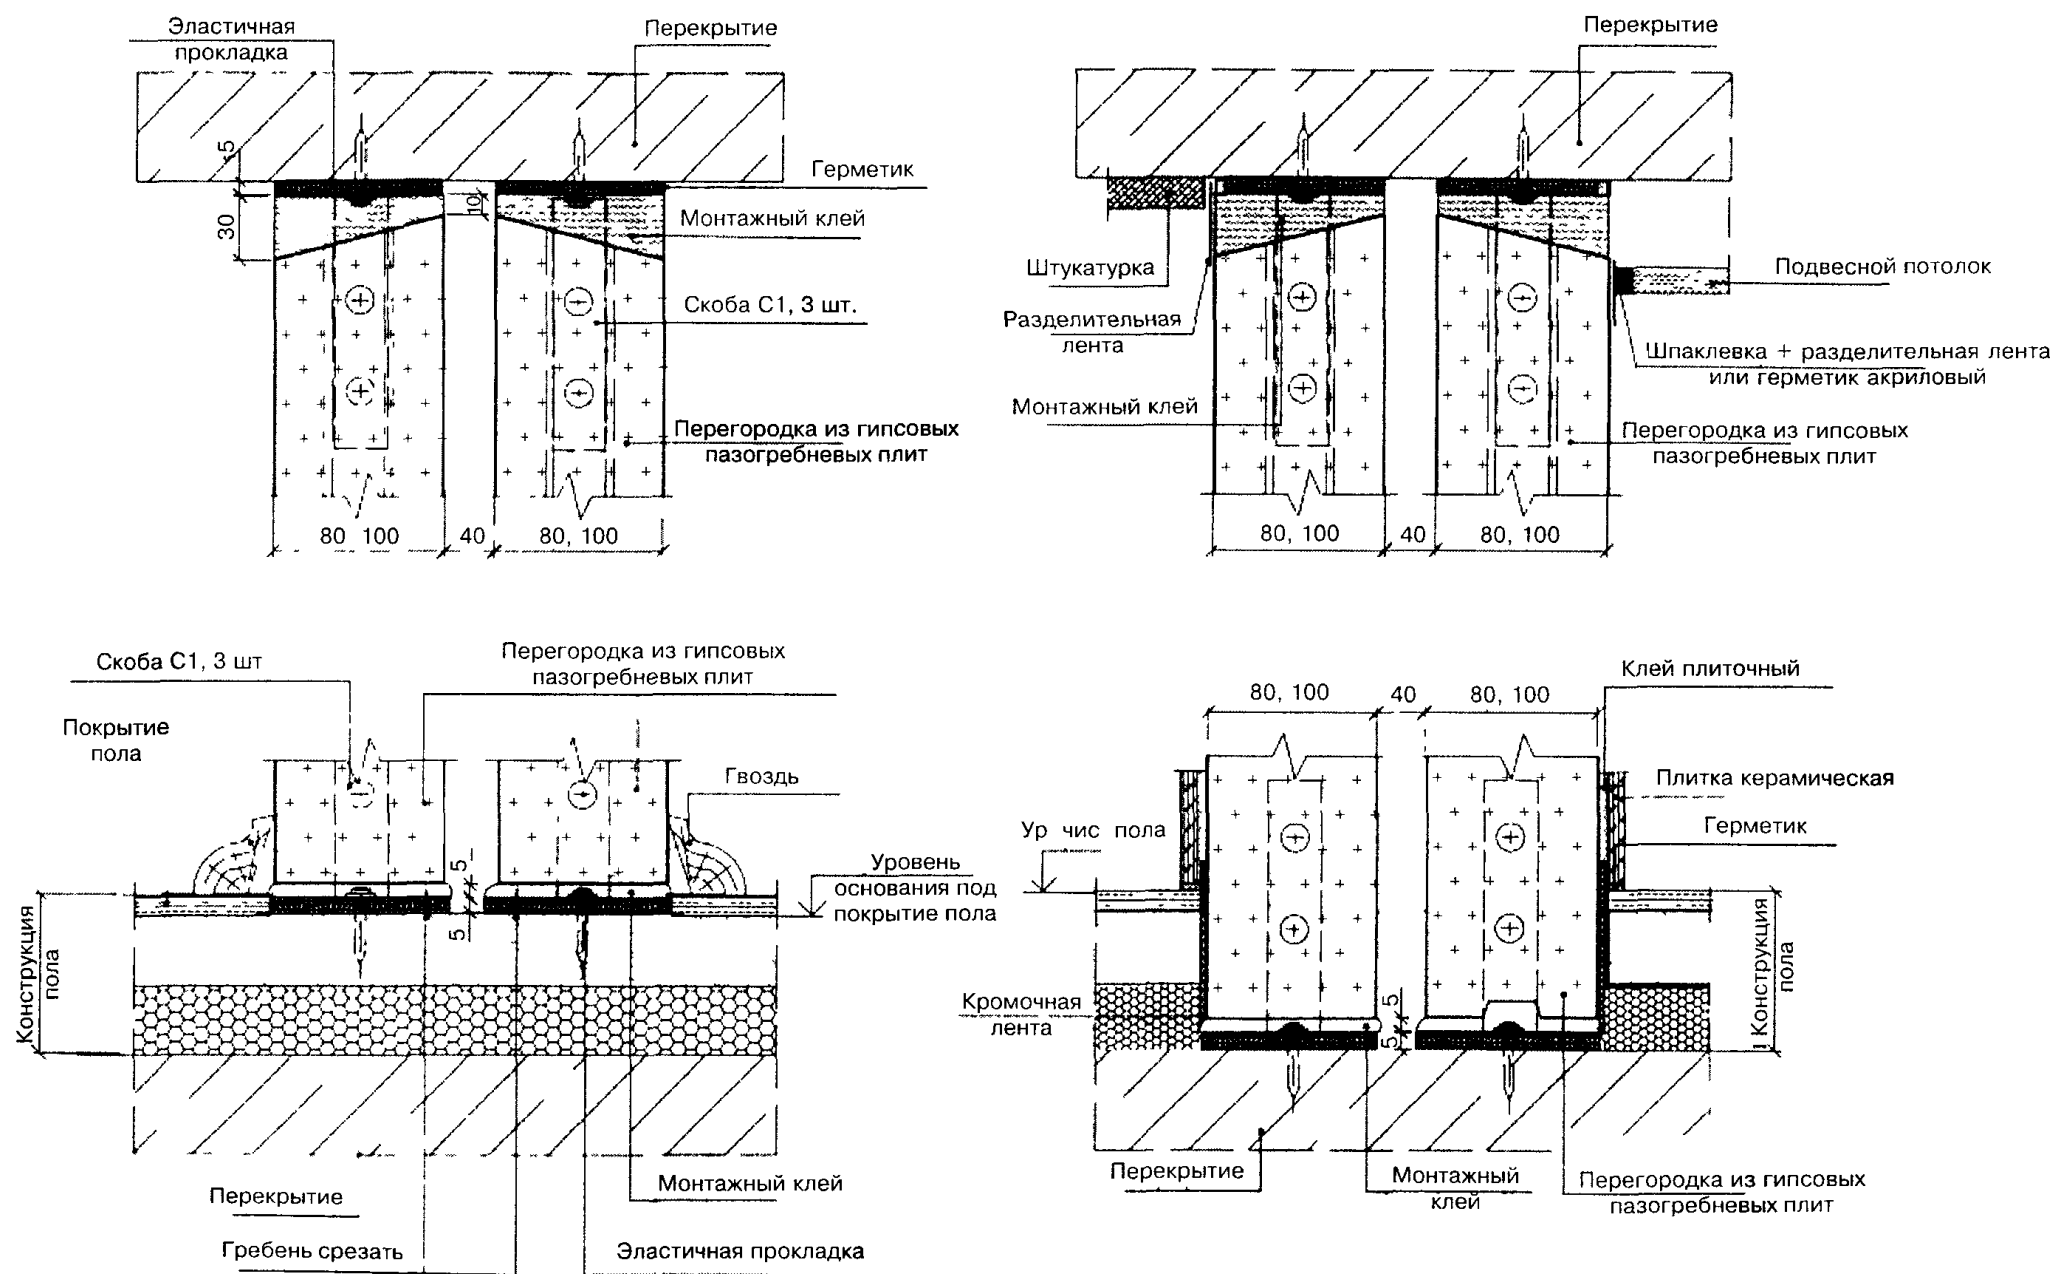 Эластичная
прокладка
Перекрытие
5
30
10
Герметик
Монтажный клей
Скоба С1, 3 шт.
Перегородка из гипсовых
пазогребневых плит
80 100
40
80, 100
Перекрытие
Штукатурка
Разделительная
лента
Монтажный клей
Подвесной потолок
Шпаклевка + разделительная лента
или герметик акриловый
Перегородка из гипсовых
пазогребневых плит
80, 100
40
80, 100
Скоба С1, 3 шт
Перегородка из гипсовых
пазогребневых плит
Покрытие
пола
Гвоздь
5
5
Уровень
основания под
покрытие пола
Конструкция
пола
Монтажный клей
Перекрытие
Гребень срезать
Эластичная прокладка
80, 100
40
80, 100
Клей плиточный
Плитка керамическая
Ур чис пола
Герметик
Кромочная
лента
5
5
Конструкция
пола
Перекрытие
Монтажный
клей
Перегородка из гипсовых
пазогребневых плит